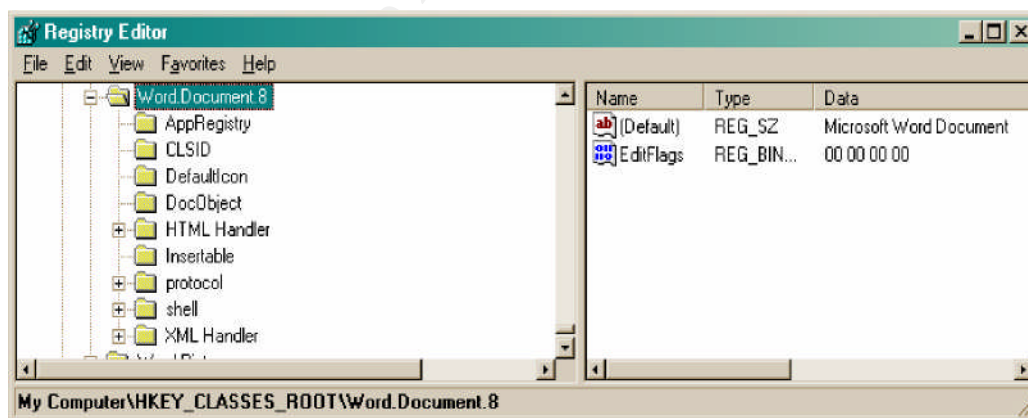 Registry Editor
File Edit View Favorites Help
Word.Document.8
AppRegistry
CLSID
DefaultIcon
DocObject
HTML Handler
Insertable
protocol
shell
XML Handler
Name Type Data
(Default) REG_SZ Microsoft Word Document
EditFlags REG_BIN... 00 00 00 00
My Computer\HKEY_CLASSES_ROOT\Word.Document.8